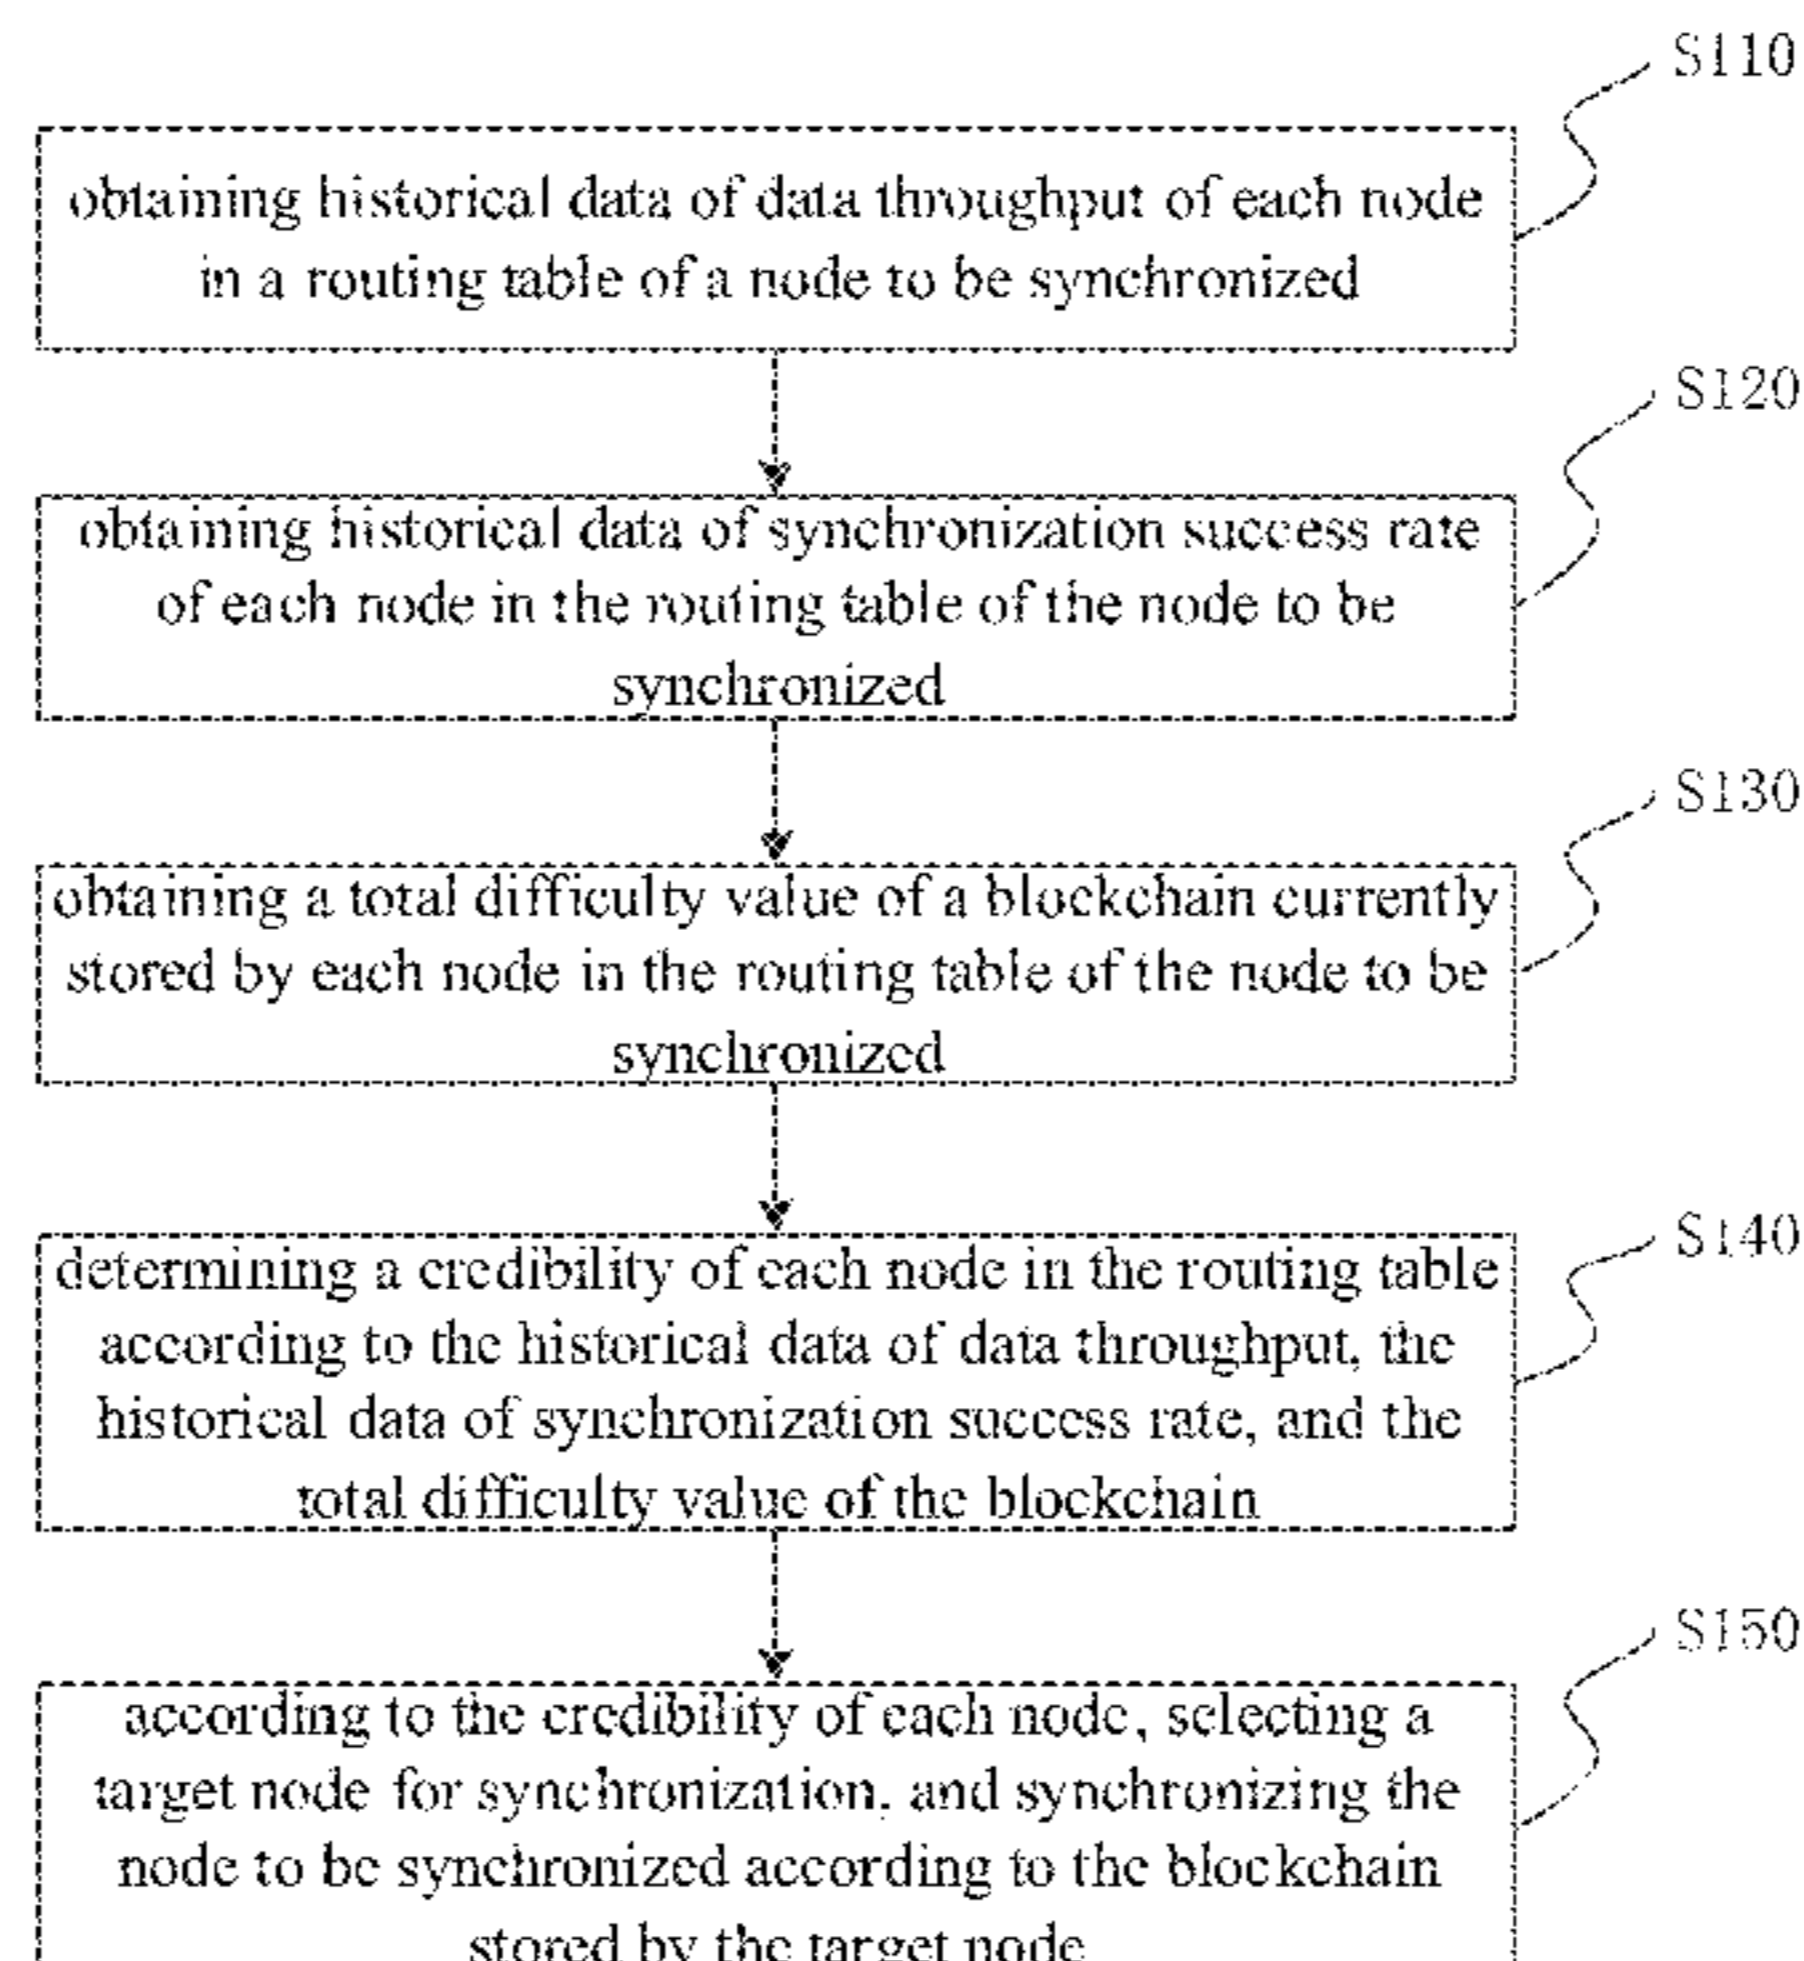 S110
obtaining historical data of data throughput of each node
in a routing table of a node to be synchronized
S120
obtaining historical data of synchronization success rate
of each node in the routing table of the node to be
synchronized
S130
obtaining a total difficulty value of a blockchain currently
stored by each node in the routing table of the node to be
synchronized
S140
determining a credibility of each node in the routing table
according to the historical data of data throughput, the
historical data of synchronization success rate, and the
total difficulty value of the blockchain
S150
according to the credibility of each node, selecting a
target node for synchronization, and synchronizing the
node to be synchronized according to the blockchain
stored by the target node